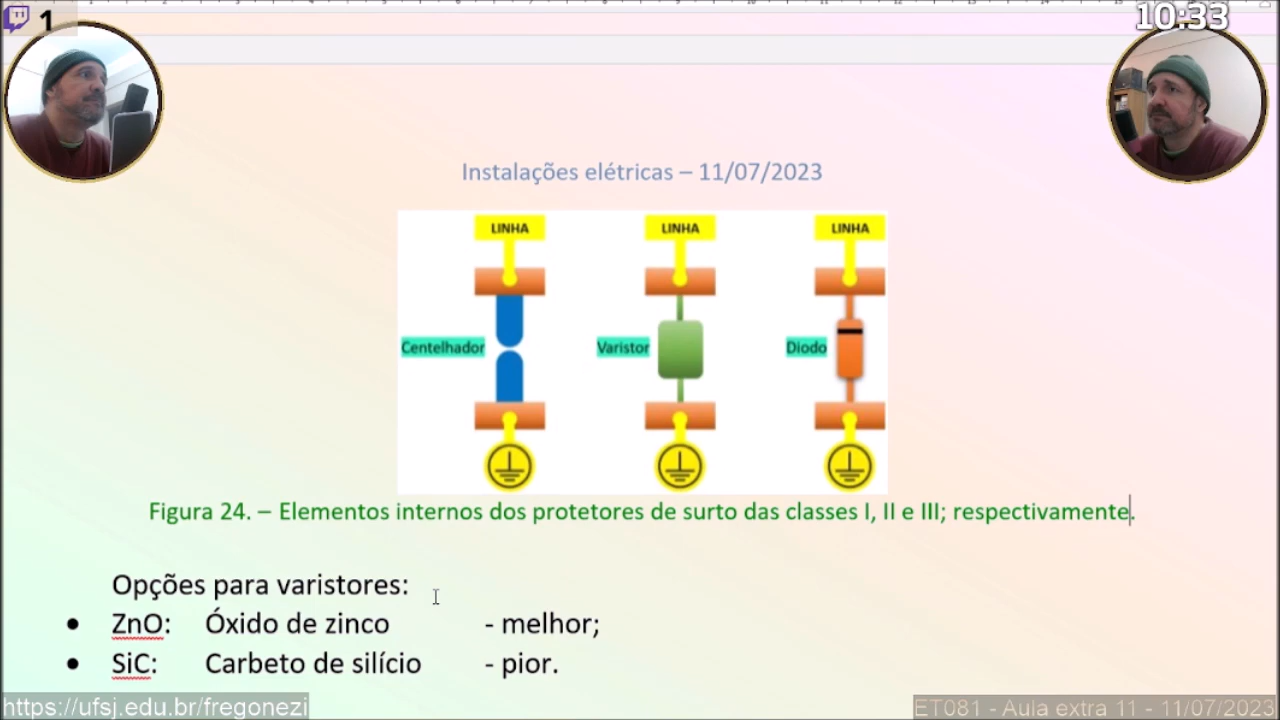 1
10:33
Instalações elétricas – 11/07/2023
LINHA LINHA LINHA
Centelhador Varistor Diodo
Figura 24. – Elementos internos dos protetores de surto das classes I, II e III; respectivamente.
Opções para varistores:
• ZnO: Óxido de zinco - melhor;
• SiC: Carbeto de silício - pior.
https://ufsj.edu.br/fregonezi
ET081 - Aula extra 11 - 11/07/2023